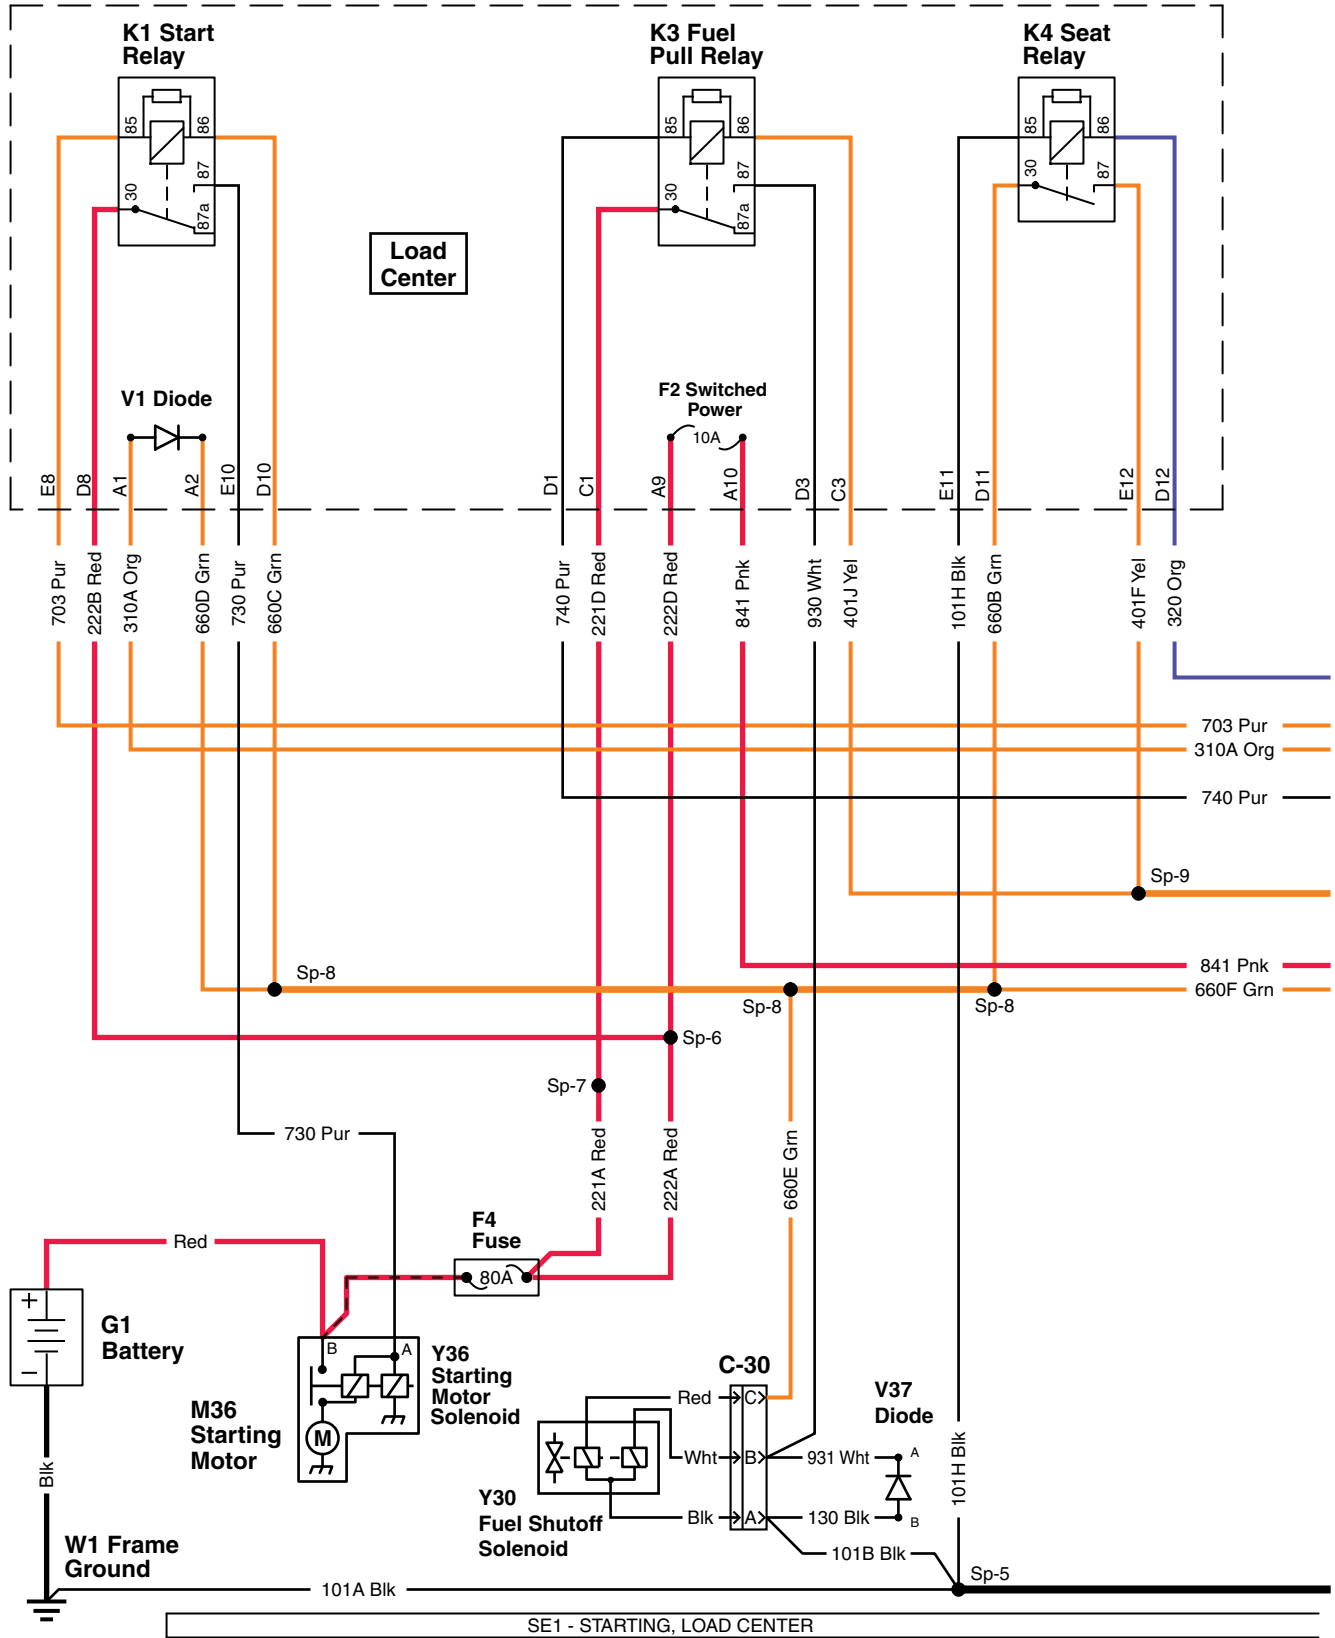 K1 Start
Relay
K3 Fuel
Pull Relay
K4 Seat
Relay
85
86
87
30
87a
85
86
87
30
87a
85
86
30
87
Load
Center
V1 Diode
F2 Switched
Power
10A
E8
D8
A1
A2
E10
D10
D1
C1
A9
A10
D3
C3
E11
D11
E12
D12
703 Pur
222B Red
310A Org
660D Grn
730 Pur
660C Grn
740 Pur
221D Red
222D Red
841 Pnk
930 Wht
401J Yel
101H Blk
660B Grn
401F Yel
320 Org
703 Pur
310A Org
740 Pur
Sp-9
841 Pnk
660F Grn
Sp-8
Sp-8
Sp-8
Sp-6
Sp-7
730 Pur
221A Red
222A Red
660E Grn
F4
Fuse
80A
Red
+
−
G1
Battery
B
A
Y36
Starting
Motor
Solenoid
M36
Starting
Motor
M
C-30
Red
C
Wht
B
Blk
A
931 Wht
130 Blk
V37
Diode
A
B
101H Blk
Y30
Fuel Shutoff
Solenoid
101B Blk
Blk
W1 Frame
Ground
101A Blk
Sp-5
SE1 - STARTING, LOAD CENTER